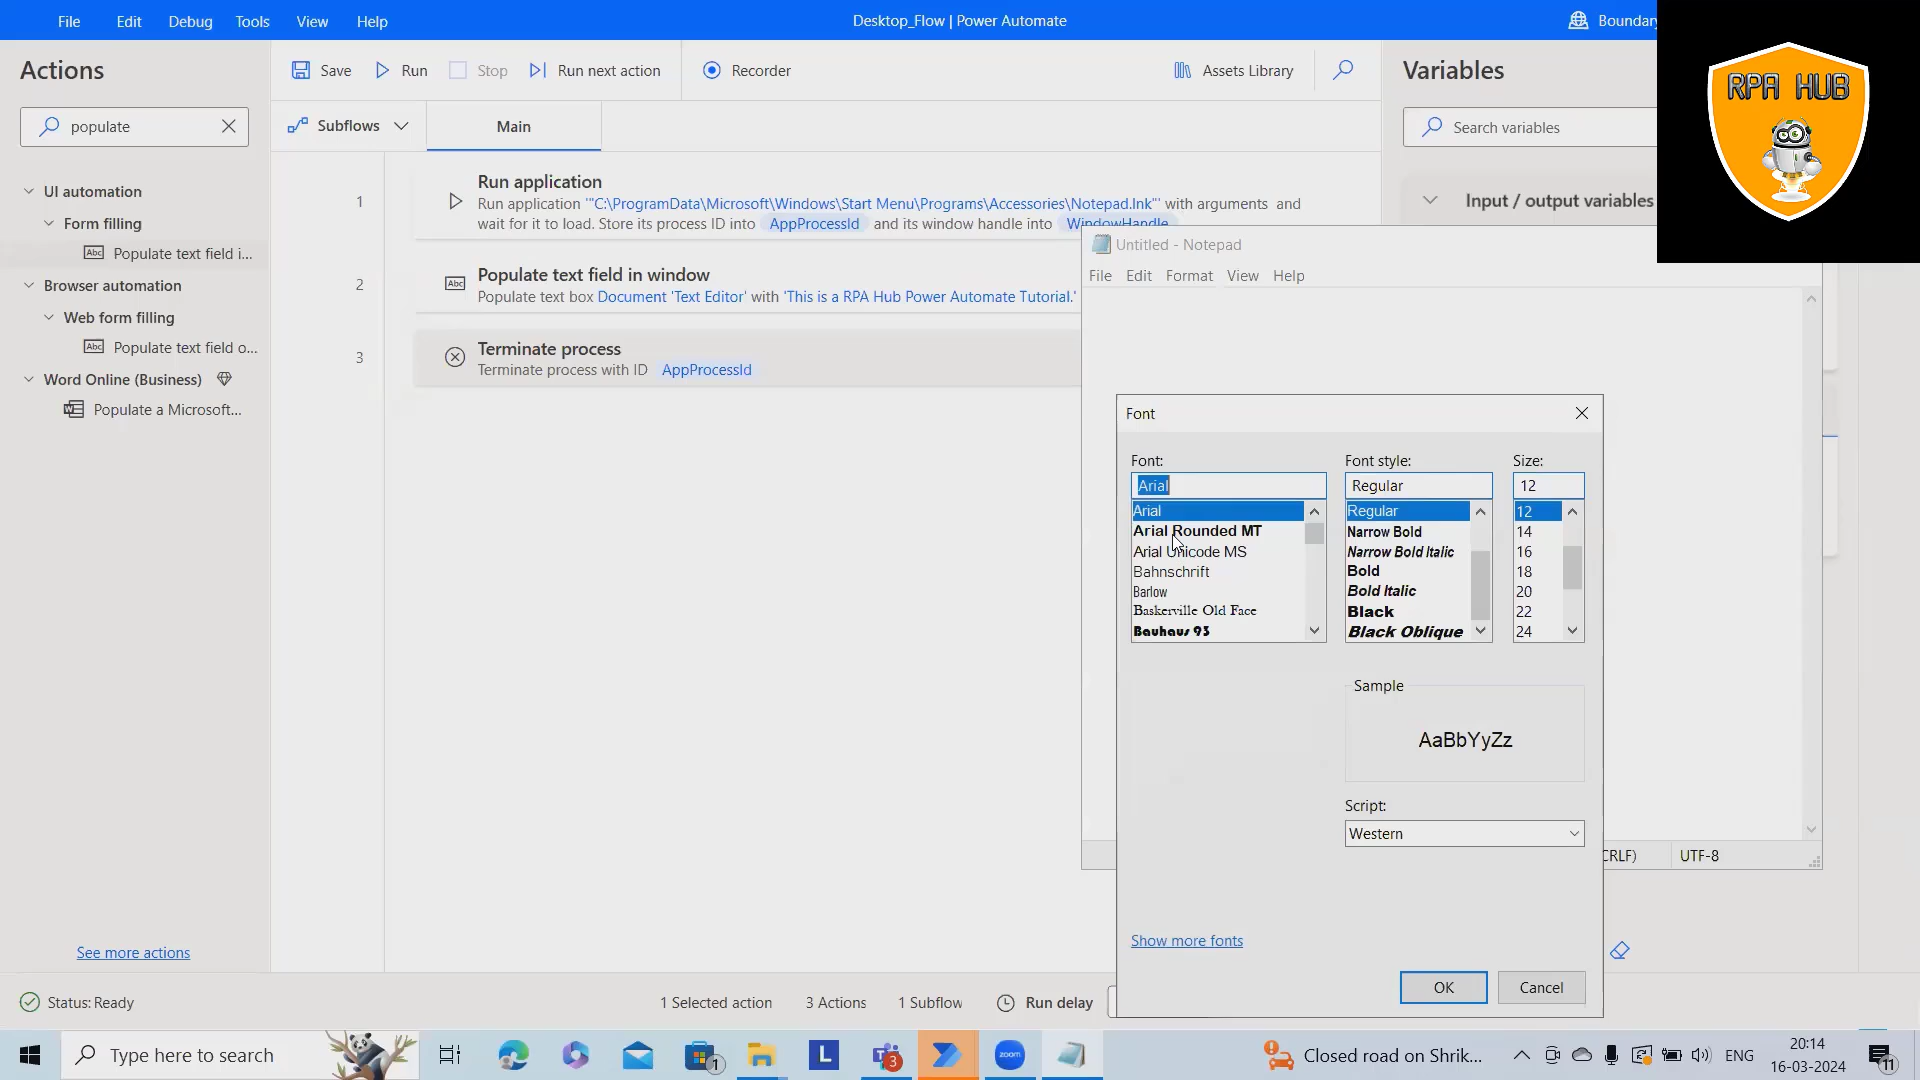 File Edit Debug Tools View Help
Desktop_Flow | Power Automate
Boundary
RPA HUB
Actions
populate
UI automation
Form filling
Populate text field i...
Browser automation
Web form filling
Populate text field o...
Word Online (Business)
Populate a Microsoft...
See more actions
Save Run Stop Run next action Recorder Assets Library
Subflows Main
1
Run application
Run application '"C:\ProgramData\Microsoft\Windows\Start Menu\Programs\Accessories\Notepad.lnk"' with arguments and
wait for it to load. Store its process ID into AppProcessId and its window handle into WindowHandle
2
Populate text field in window
Populate text box Document 'Text Editor' with 'This is a RPA Hub Power Automate Tutorial.'
3
Terminate process
Terminate process with ID AppProcessId
Variables
Search variables
Input / output variables
Untitled - Notepad
File Edit Format View Help
Font
Font: Font style: Size:
Arial Regular 12
Arial Regular 12
Arial Rounded MT Narrow Bold 14
Arial Unicode MS Narrow Bold Italic 16
Bahnschrift Bold 18
Barlow Bold Italic 20
Baskerville Old Face Black 22
Bauhaus 93 Black Oblique 24
Sample
AaBbYyZz
Script:
Western
Show more fonts
OK Cancel
CRLF) UTF-8
Status: Ready 1 Selected action 3 Actions 1 Subflow Run delay
Type here to search
1
L
3
zoom
Closed road on Shrik...
ENG
20:14
16-03-2024
11